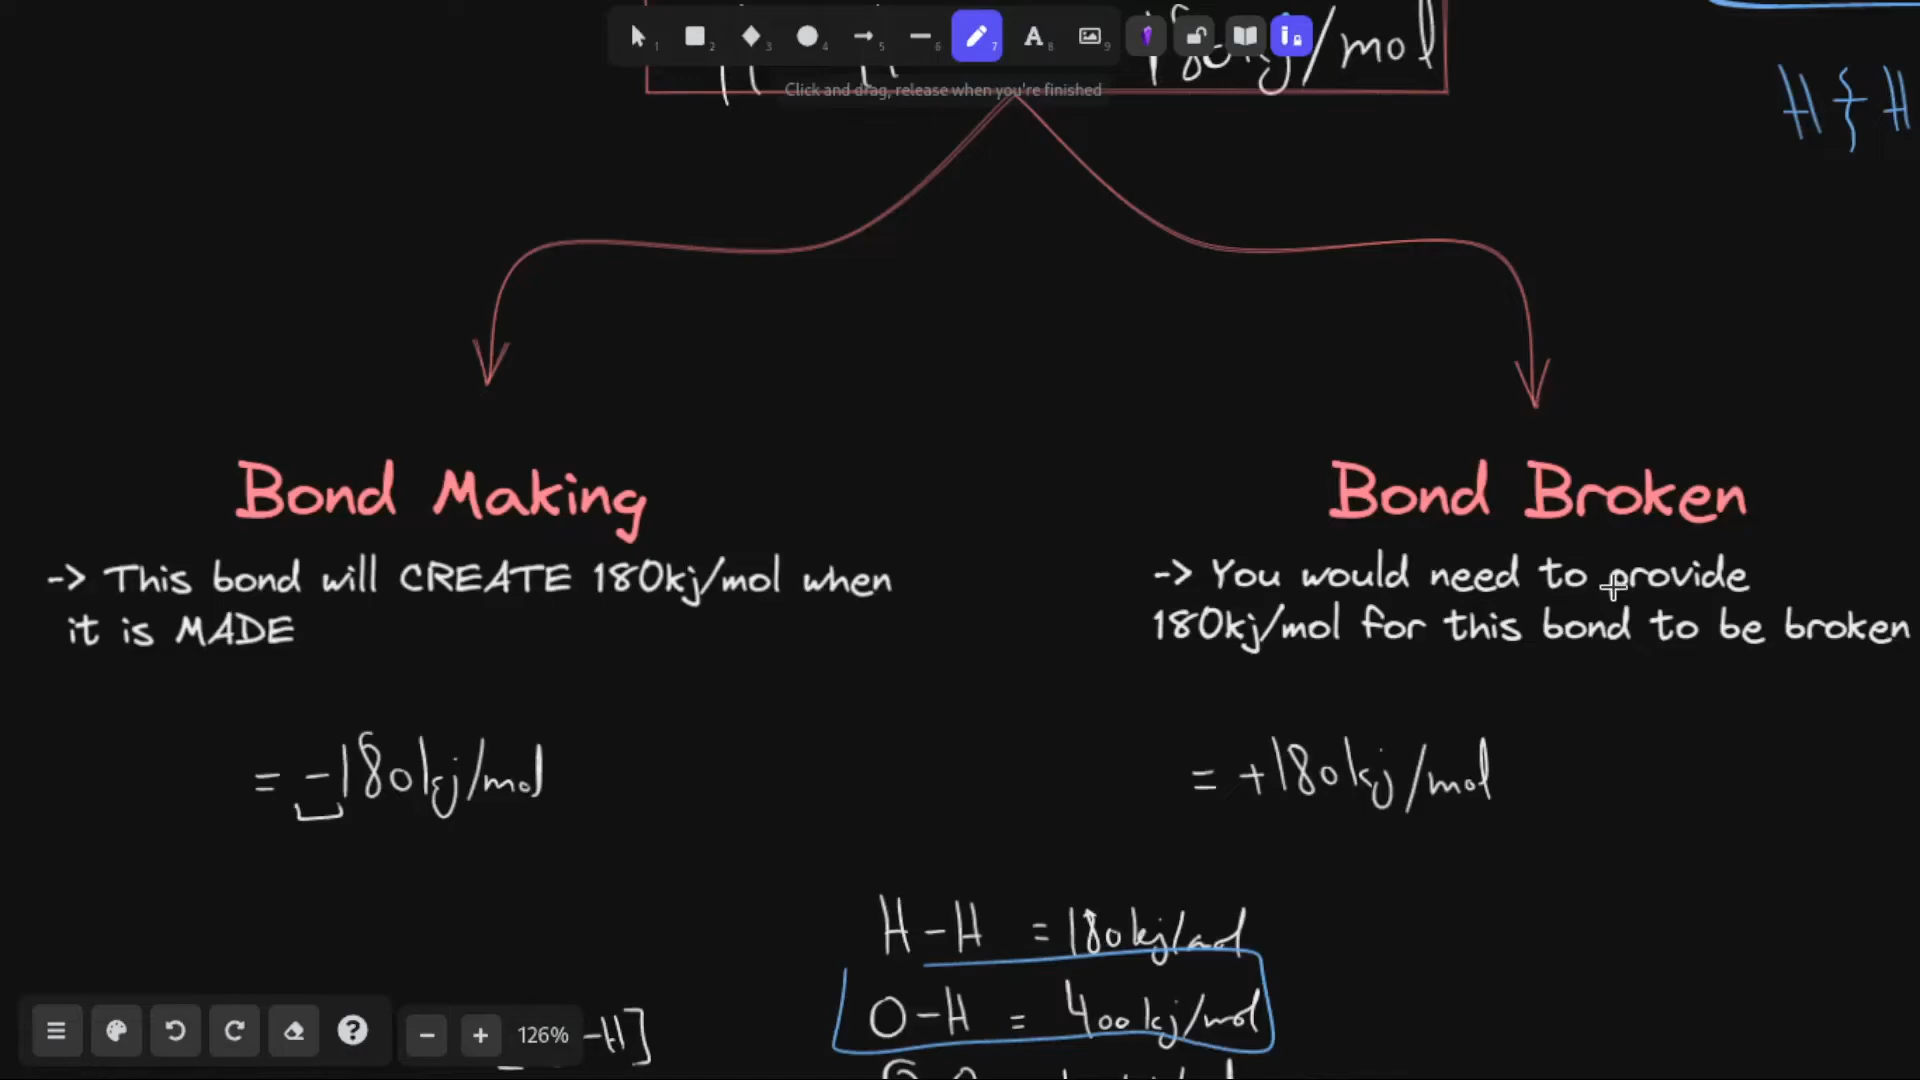 180kj/mol
Click and drag, release when you're finished
H H
Bond Making
-> This bond will CREATE 180kj/mol when
it is MADE
= -180kj/mol
Bond Broken
-> You would need to provide
180kj/mol for this bond to be broken
= +180kj/mol
H-H = 180kj/mol
O-H = 400kj/mol
-H]
126%